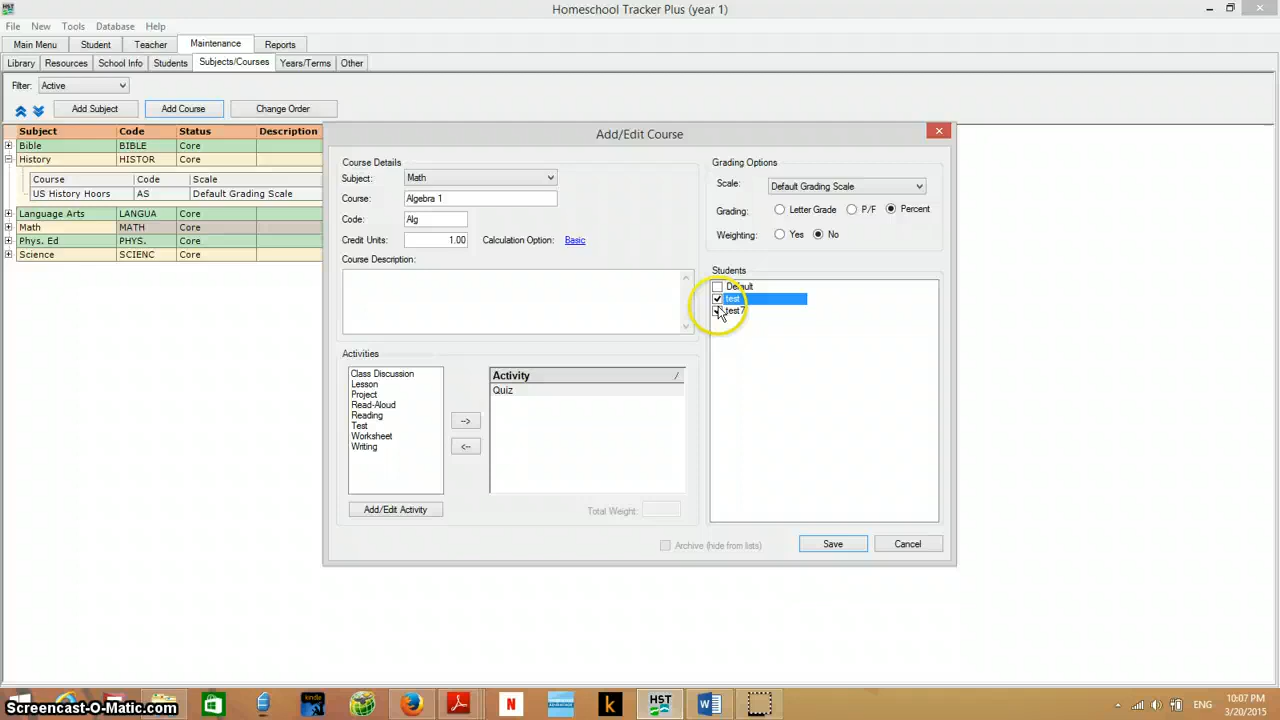 HST Homeschool Tracker Plus (year 1)
File New Tools Database Help
Main Menu Student Teacher Maintenance Reports
Library Resources School Info Students Subjects/Courses Years/Terms Other
Filter: Active
Add Subject Add Course Change Order
Subject Code Status Description
Bible BIBLE Core
History HISTOR Core
Course Code Scale
US History Hoors AS Default Grading Scale
Language Arts LANGUA Core
Math MATH Core
Phys. Ed PHYS. Core
Science SCIENC Core
Add/Edit Course
Course Details
Subject: Math
Course: Algebra 1
Code: Alg
Credit Units: 1.00 Calculation Option: Basic
Course Description:
Grading Options
Scale: Default Grading Scale
Grading: Letter Grade P/F Percent
Weighting: Yes No
Students
Default
test
test7
Activities
Class Discussion
Lesson
Project
Read-Aloud
Reading
Test
Worksheet
Writing
Add/Edit Activity
--> 
<--
Activity /
Quiz
Total Weight:
Archive (hide from lists)
Save Cancel
Screencast-O-Matic.com
kindle
N
k
HST
W
ENG
10:07 PM
3/20/2015